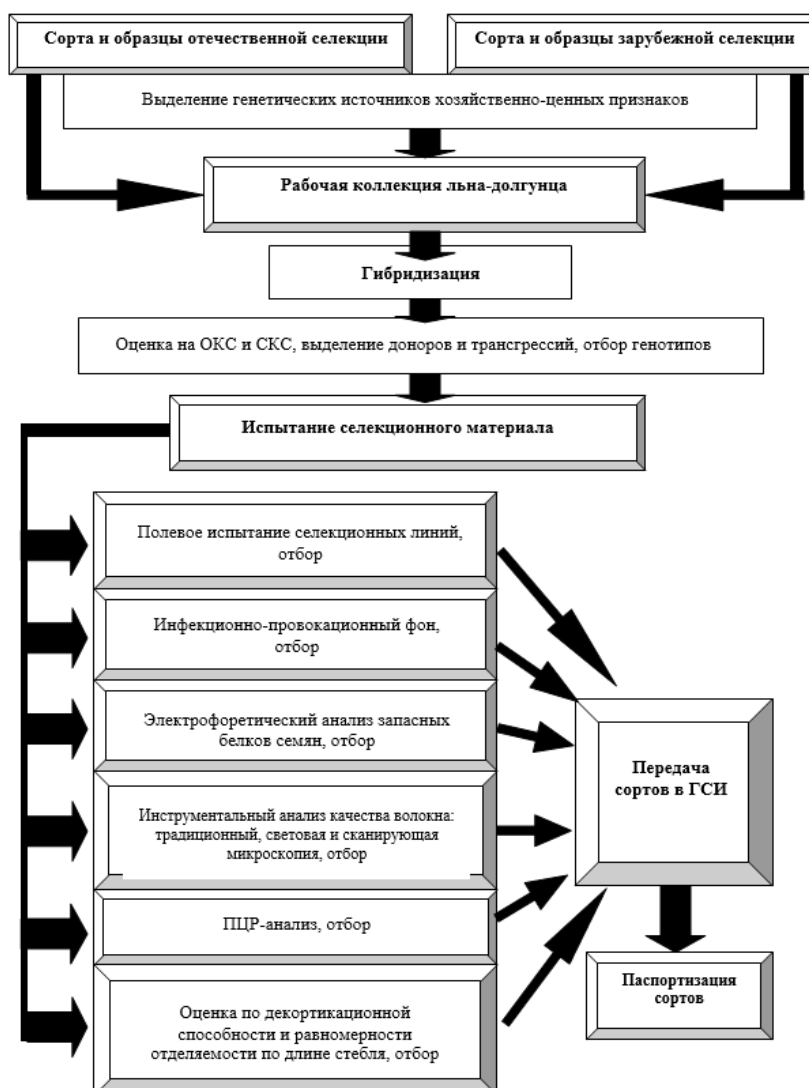 Сорта и образцы отечественной селекции
Сорта и образцы зарубежной селекции
Выделение генетических источников хозяйственно-ценных признаков
Рабочая коллекция льна-долгунца
Гибридизация
Оценка на ОКС и СКС, выделение доноров и трансгрессий, отбор генотипов
Испытание селекционного материала
Полевое испытание селекционных линий,
отбор
Инфекционно-провокационный фон,
отбор
Электрофоретический анализ запасных
белков семян, отбор
Инструментальный анализ качества волокна:
традиционный, световая и сканирующая
микроскопия, отбор
ПЦР-анализ, отбор
Оценка по декортикационной
способности и равномерности
отделяемости по длине стебля, отбор
Передача
сортов в ГСИ
Паспортизация
сортов